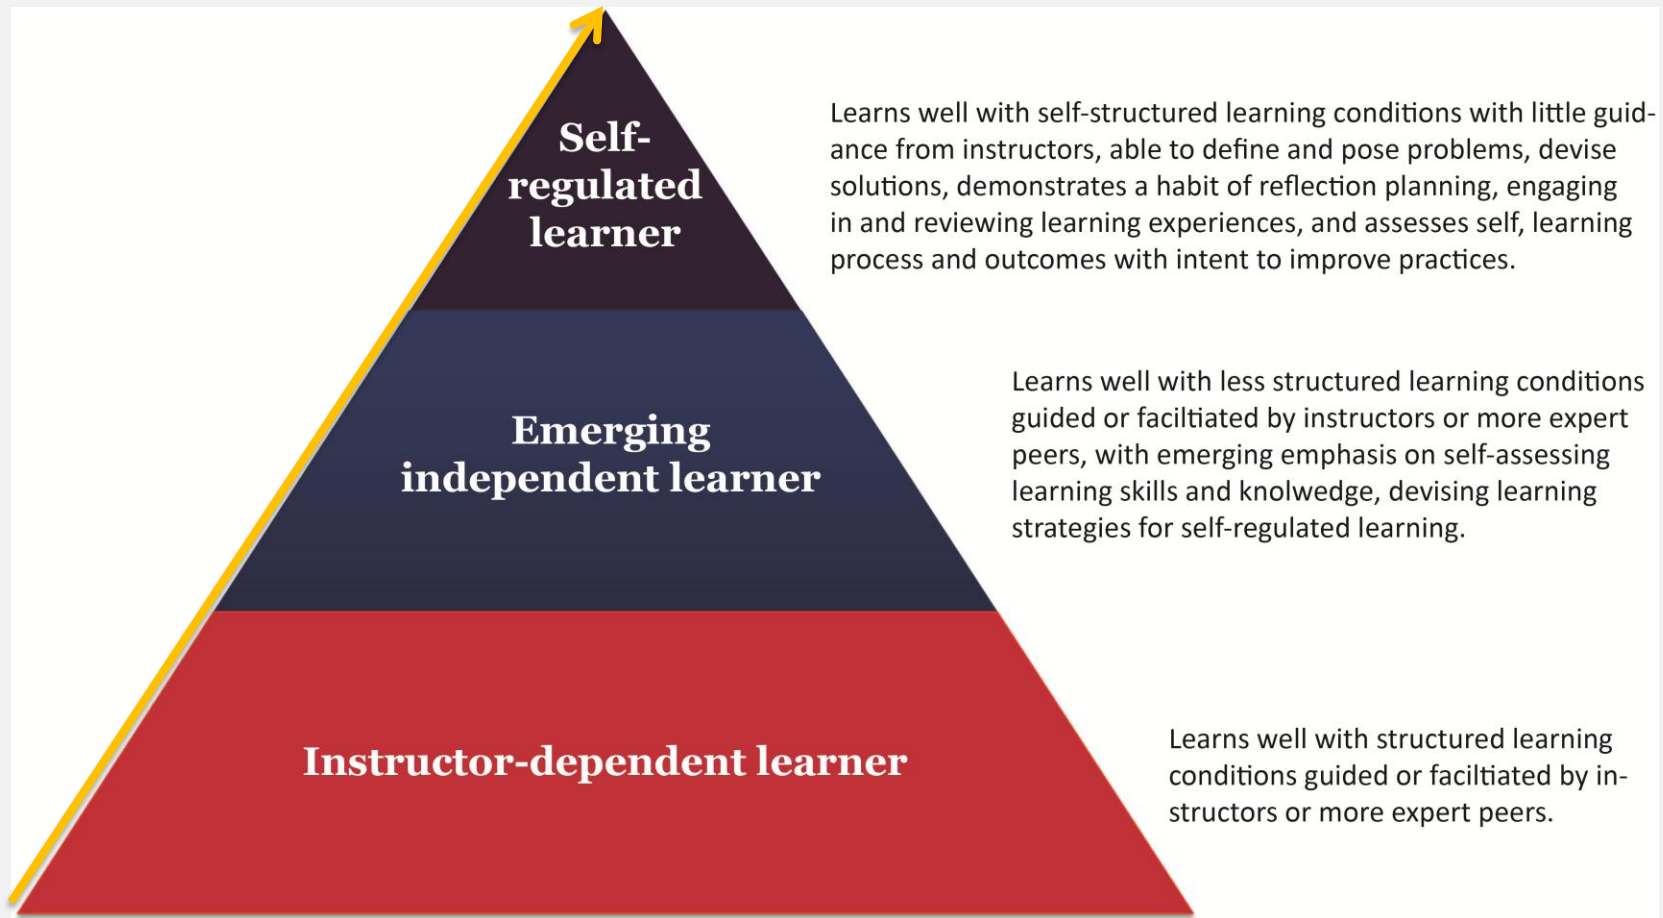 Self-
regulated
learner
Learns well with self-structured learning conditions with little guid-
ance from instructors, able to define and pose problems, devise
solutions, demonstrates a habit of reflection planning, engaging
in and reviewing learning experiences, and assesses self, learning
process and outcomes with intent to improve practices.
Emerging
independent learner
Learns well with less structured learning conditions
guided or faciltiated by instructors or more expert
peers, with emerging emphasis on self-assessing
learning skills and knolwedge, devising learning
strategies for self-regulated learning.
Instructor-dependent learner
Learns well with structured learning
conditions guided or faciltiated by in-
structors or more expert peers.